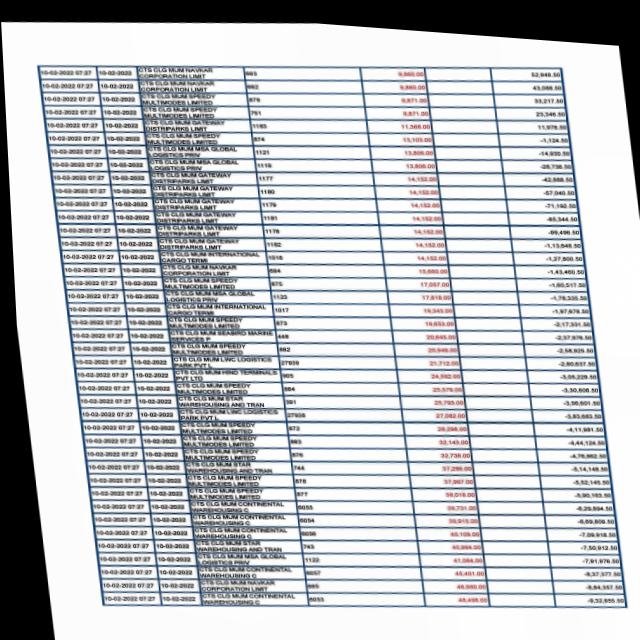 10-02-2022 07:27 10-02-2022 CTS CLG MUM NAVKAR CORPORATION LIMIT 663 9,860.00 52,948.50
10-02-2022 07:27 10-02-2022 CTS CLG MUM NAVKAR CORPORATION LIMIT 662 9,860.00 43,088.50
10-02-2022 07:27 10-02-2022 CTS CLG MUM SPEEDY MULTIMODES LIMITED 879 9,871.00 33,217.50
10-02-2022 07:27 10-02-2022 CTS CLG MUM SPEEDY MULTIMODES LIMITED 9,871.00 23,346.50
10-02-2022 07:27 10-02-2022 CTS CLG MUM GATEWAY DISTRIPARKS LIMIT 1183 11,368.00 11,978.50
10-02-2022 07:27 10-02-2022 CTS CLG MUM SPEEDY MULTIMODES LIMITED 874 13,103.00 -1,124.50
10-02-2022 07:27 10-02-2022 CTS CLG MUM MSA GLOBAL LOGISTICS PRIV 1121 -14,930.50
10-02-2022 07:27 10-02-2022 CTS CLG MUM MSA GLOBAL LOGISTICS PRIV 1119 -28,736.50
10-02-2022 07:27 10-02-2022 CTS CLG MUM GATEWAY DISTRIPARKS LIMIT 1177 14,152.00 -42,888.50
10-02-2022 07:27 10-02-2022 CTS CLG MUM GATEWAY DISTRIPARKS LIMIT 1180 14,152.00 -57,040.50
10-02-2022 07:27 10-02-2022 CTS CLG MUM GATEWAY DISTRIPARKS LIMIT 1179 14,152.00 -71,192.50
10-02-2022 07:27 10-02-2022 CTS CLG MUM GATEWAY DISTRIPARKS LIMIT 1181 14,152.00 -85,344.50
10-02-2022 07:27 10-02-2022 CTS CLG MUM GATEWAY DISTRIPARKS LIMIT 1178 14,152.00 -99,496.50
10-02-2022 07:27 10-02-2022 CTS CLG MUM GATEWAY DISTRIPARKS LIMIT 1182 14,152.00 -1,13,648.50
10-02-2022 07:27 10-02-2022 CTS CLG MUM INTERNATIONAL CARGO TERMI 1016 14,152.00 -1,27,800.50
10-02-2022 07:27 10-02-2022 CTS CLG MUM NAVKAR CORPORATION LIMIT 664 15,660.00 -1,43,460.50
10-02-2022 07:27 10-02-2022 CTS CLG MUM SPEEDY MULTIMODES LIMITED 875 17,057.00 -1,60,517.50
10-02-2022 07:27 10-02-2022 CTS CLG MUM MSA GLOBAL LOGISTICS PRIV 1123 17,818.00 -1,78,335.50
10-02-2022 07:27 10-02-2022 CTS CLG MUM INTERNATIONAL CARGO TERMI 1017 19,343.00 -1,97,678.50
10-02-2022 07:27 10-02-2022 CTS CLG MUM SPEEDY MULTIMODES LIMITED 873 19,653.00 -2,17,331.50
10-02-2022 07:27 10-02-2022 CTS CLG MUM SEABIRD MARINE SERVICES P 448 20,645.00 -2,37,976.50
10-02-2022 07:27 10-02-2022 CTS CLG MUM SPEEDY MULTIMODES LIMITED 882 20,949.00 -2,58,925.50
10-02-2022 07:27 10-02-2022 CTS CLG MUM LWC LOGISTICS PARK PVT L 27939 21,712.00 -2,80,637.50
10-02-2022 07:27 10-02-2022 CTS CLG MUM HIND TERMINALS PVT LTD 905 24,592.00 -3,05,229.50
10-02-2022 07:27 10-02-2022 CTS CLG MUM SPEEDY MULTIMODES LIMITED 884 25,579.00 -3,30,808.50
10-02-2022 07:27 10-02-2022 CTS CLG MUM STAR WAREHOUSING AND TRAN 391 25,793.00 -3,56,601.50
10-02-2022 07:27 10-02-2022 CTS CLG MUM LWC LOGISTICS PARK PVT L 27938 27,082.00 -3,83,683.50
10-02-2022 07:27 10-02-2022 CTS CLG MUM SPEEDY MULTIMODES LIMITED 872 28,298.00 -4,11,981.50
10-02-2022 07:27 10-02-2022 CTS CLG MUM SPEEDY MULTIMODES LIMITED 883 32,143.00 -4,44,124.50
10-02-2022 07:27 10-02-2022 CTS CLG MUM SPEEDY MULTIMODES LIMITED 876 32,738.00 -4,76,862.50
10-02-2022 07:27 10-02-2022 CTS CLG MUM STAR WAREHOUSING AND TRAN 744 37,286.00 -5,14,148.50
10-02-2022 07:27 10-02-2022 CTS CLG MUM SPEEDY MULTIMODES LIMITED 878 37,997.00 -5,52,145.50
10-02-2022 07:27 10-02-2022 CTS CLG MUM SPEEDY MULTIMODES LIMITED 877 38,018.00 -5,90,163.50
10-02-2022 07:27 10-02-2022 CTS CLG MUM CONTINENTAL WAREHOUSING C 6055 39,731.00 -6,29,894.50
10-02-2022 07:27 10-02-2022 CTS CLG MUM CONTINENTAL WAREHOUSING C 6054 39,915.00 -6,69,809.50
10-02-2022 07:27 10-02-2022 CTS CLG MUM CONTINENTAL WAREHOUSING C 6056 40,109.00 -7,09,918.50
10-02-2022 07:27 10-02-2022 CTS CLG MUM STAR WAREHOUSING AND TRAN 743 40,994.00 -7,50,912.50
10-02-2022 07:27 10-02-2022 CTS CLG MUM MSA GLOBAL LOGISTICS PRIV 1122 41,064.00 -7,91,976.50
10-02-2022 07:27 10-02-2022 CTS CLG MUM CONTINENTAL WAREHOUSING C 6057 45,401.00 -8,37,377.50
10-02-2022 07:27 10-02-2022 CTS CLG MUM NAVKAR CORPORATION LIMIT 665 46,980.00 -8,84,357.50
10-02-2022 07:27 10-02-2022 CTS CLG MUM CONTINENTAL WAREHOUSING C 6053 48,498.00 -9,32,855.50